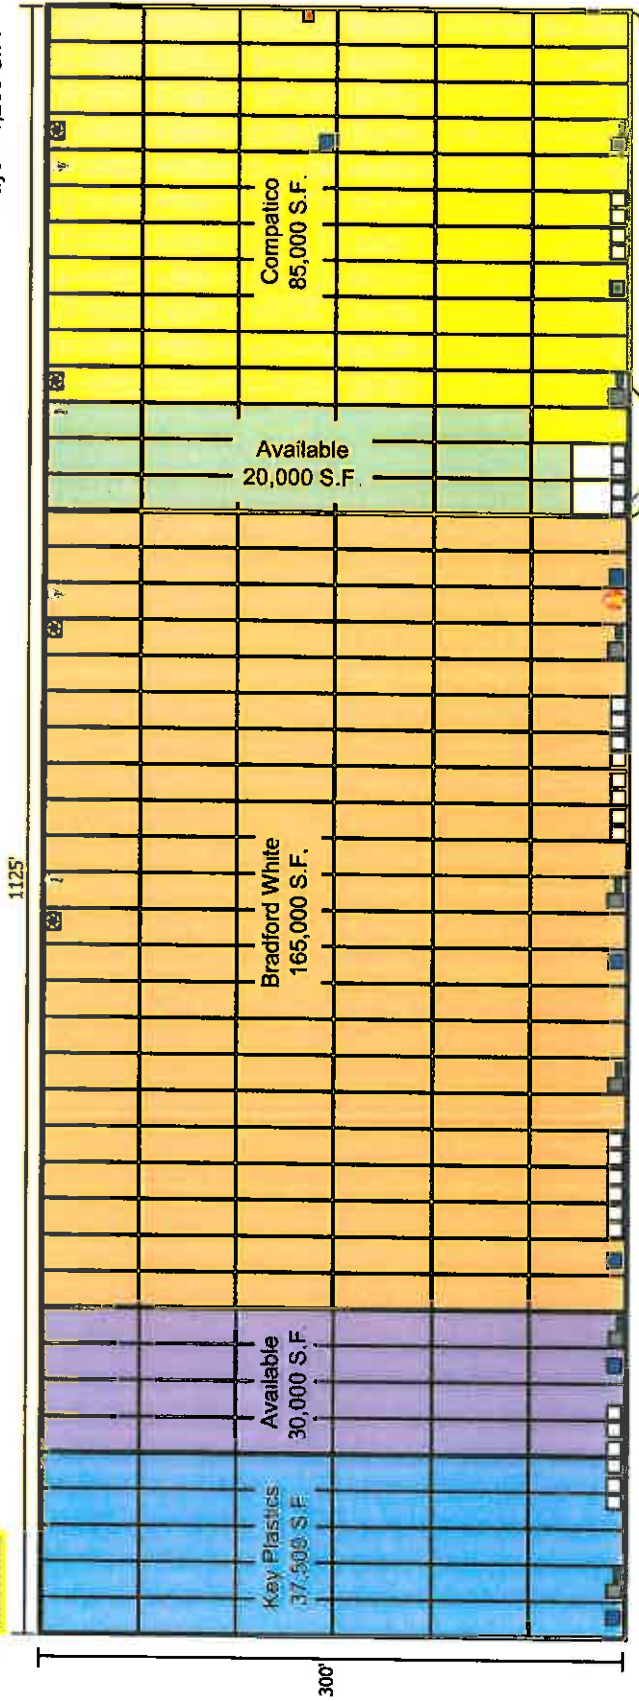 1125'
300'
Key Plastics
37,500 S.F.
Available
30,000 S.F.
Bradford White
165,000 S.F.
Available
20,000 S.F.
Compatico
85,000 S.F.